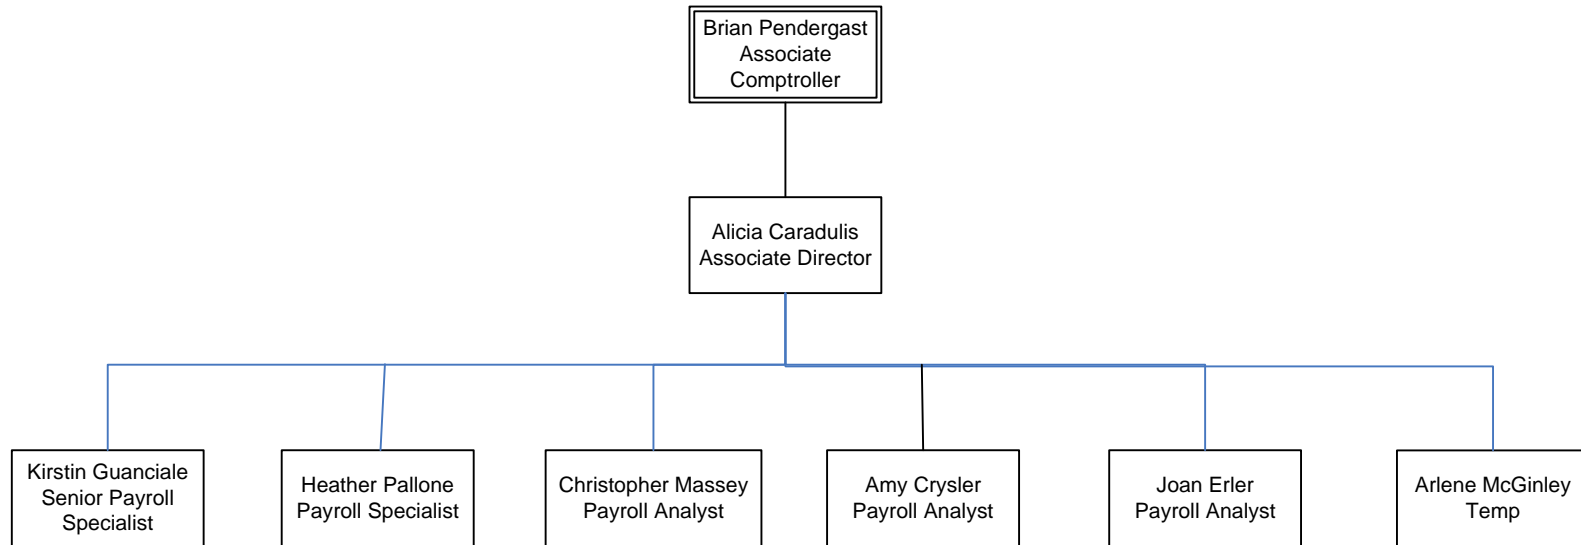 Brian Pendergast
Associate
Comptroller
Alicia Caradulis
Associate Director
Kirstin Guanciale
Senior Payroll
Specialist
Heather Pallone
Payroll Specialist
Christopher Massey
Payroll Analyst
Amy Crysler
Payroll Analyst
Joan Erler
Payroll Analyst
Arlene McGinley
Temp